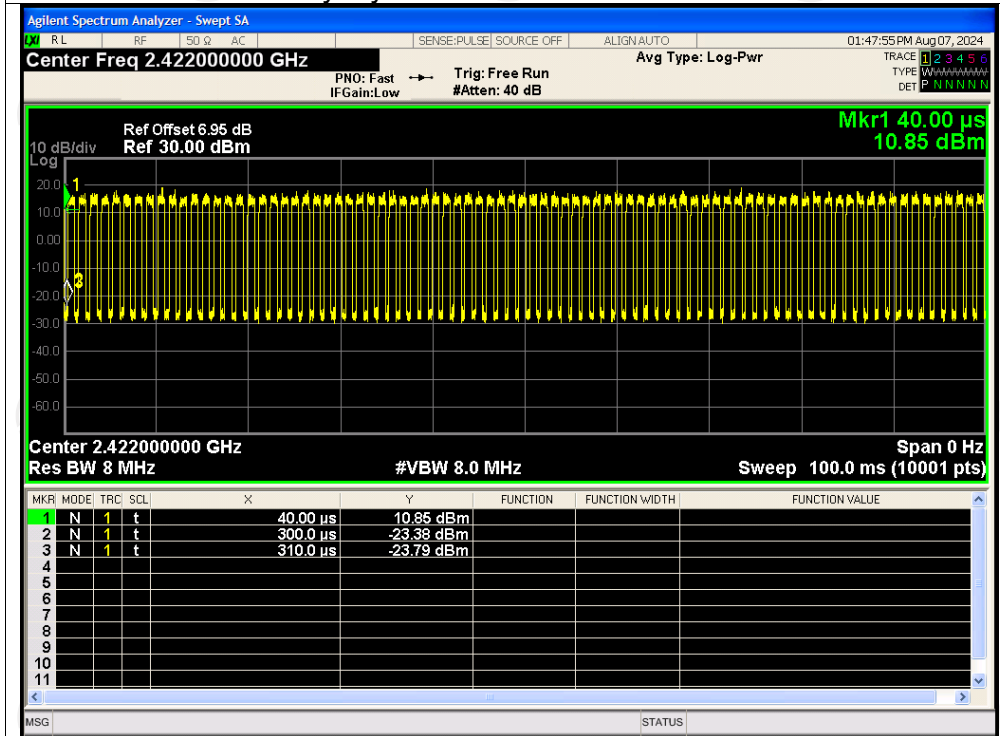 Agilent Spectrum Analyzer - Swept SA
LXI RL RF 50 Ω AC SENSE:PULSE SOURCE OFF ALIGN AUTO 01:47:55 PM Aug 07, 2024
Center Freq 2.422000000 GHz Avg Type: Log-Pwr TRACE 1 2 3 4 5 6
PNO: Fast Trig: Free Run TYPE WWWWWW
IFGain:Low #Atten: 40 dB DET P N N N N N
Mkr1 40.00 µs
Ref Offset 6.95 dB
10 dB/div Ref 30.00 dBm 10.85 dBm
Log
20.0
1
10.0
0.00
-10.0
3
-20.0
-30.0
-40.0
-50.0
-60.0
Center 2.422000000 GHz Span 0 Hz
Res BW 8 MHz #VBW 8.0 MHz Sweep 100.0 ms (10001 pts)
MKR MODE TRC SCL X Y FUNCTION FUNCTION WIDTH FUNCTION VALUE
1 N 1 t 40.00 µs 10.85 dBm
2 N 1 t 300.0 µs -23.38 dBm
3 N 1 t 310.0 µs -23.79 dBm
4
5
6
7
8
9
10
11
MSG STATUS